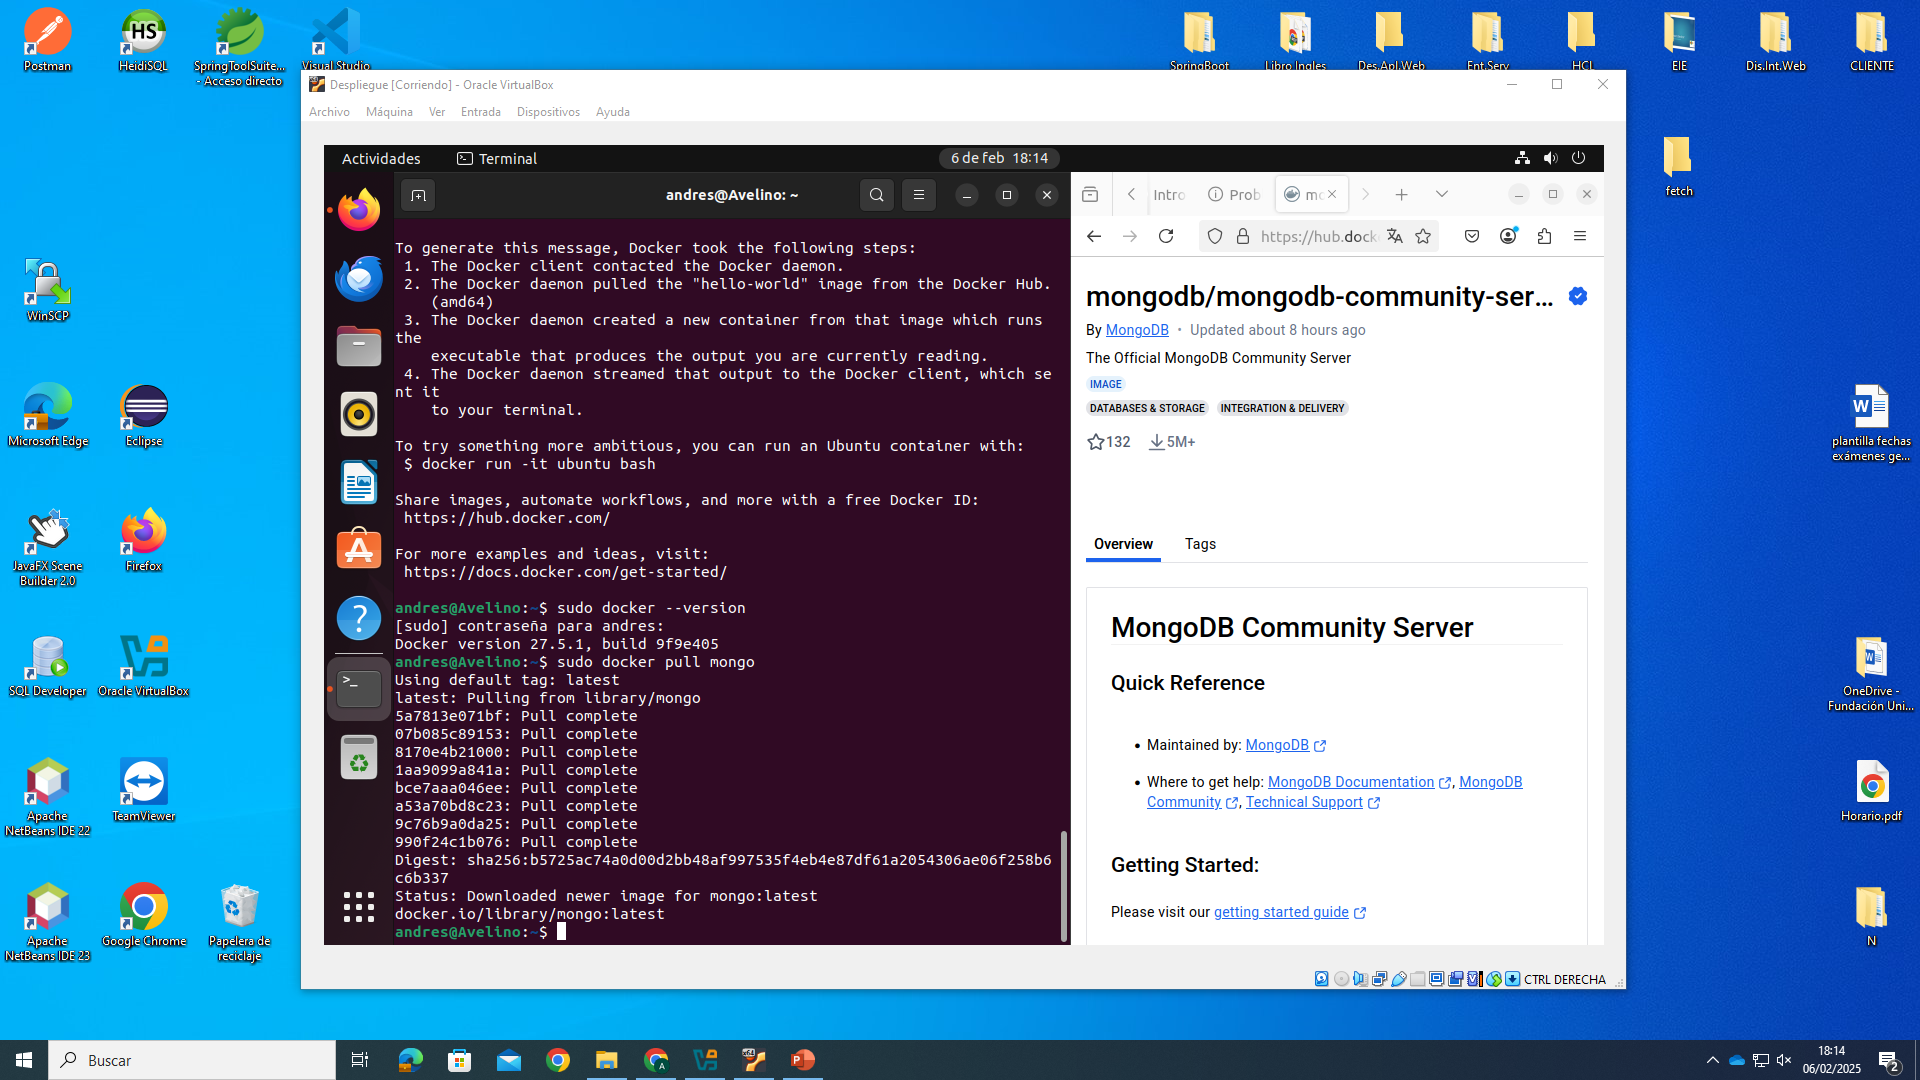 Postman
HeidiSQL
SpringToolSuite...
- Acceso directo
Visual Studio
SpringBoot
Libro Ingles
Des.Apl.Web
Ent.Serv
HCL
EIE
Dis.Int.Web
CLIENTE
fetch
WinSCP
Microsoft Edge
Eclipse
JavaFX Scene
Builder 2.0
Firefox
SQL Developer
Oracle VirtualBox
Apache
NetBeans IDE 22
TeamViewer
Apache
NetBeans IDE 23
Google Chrome
Papelera de
reciclaje
plantilla fechas
exámenes ge...
OneDrive -
Fundación Uni...
Horario.pdf
N
Despliegue [Corriendo] - Oracle VirtualBox
Archivo Máquina Ver Entrada Dispositivos Ayuda
Actividades Terminal 6 de feb 18:14
andres@Avelino: ~
To generate this message, Docker took the following steps:
1. The Docker client contacted the Docker daemon.
2. The Docker daemon pulled the "hello-world" image from the Docker Hub.
(amd64)
3. The Docker daemon created a new container from that image which runs
the
executable that produces the output you are currently reading.
4. The Docker daemon streamed that output to the Docker client, which se
nt it
to your terminal.
To try something more ambitious, you can run an Ubuntu container with:
$ docker run -it ubuntu bash
Share images, automate workflows, and more with a free Docker ID:
https://hub.docker.com/
For more examples and ideas, visit:
https://docs.docker.com/get-started/
andres@Avelino:~$ sudo docker --version
[sudo] contraseña para andres:
Docker version 27.5.1, build 9f9e405
andres@Avelino:~$ sudo docker pull mongo
Using default tag: latest
latest: Pulling from library/mongo
5a7813e071bf: Pull complete
07b085c89153: Pull complete
8170e4b21000: Pull complete
1aa9099a841a: Pull complete
bce7aaa046ee: Pull complete
a53a70bd8c23: Pull complete
9c76b9a0da25: Pull complete
990f24c1b076: Pull complete
Digest: sha256:b5725ac74a0d00d2bb48af997535f4eb4e87df61a2054306ae06f258b6
c6b337
Status: Downloaded newer image for mongo:latest
docker.io/library/mongo:latest
andres@Avelino:~$
Intro Prob mo
https://hub.docke
mongodb/mongodb-community-ser...
By MongoDB • Updated about 8 hours ago
The Official MongoDB Community Server
IMAGE
DATABASES & STORAGE INTEGRATION & DELIVERY
132 5M+
Overview Tags
MongoDB Community Server
Quick Reference
• Maintained by: MongoDB
• Where to get help: MongoDB Documentation, MongoDB
Community, Technical Support
Getting Started:
Please visit our getting started guide
CTRL DERECHA
Buscar
18:14
06/02/2025
2